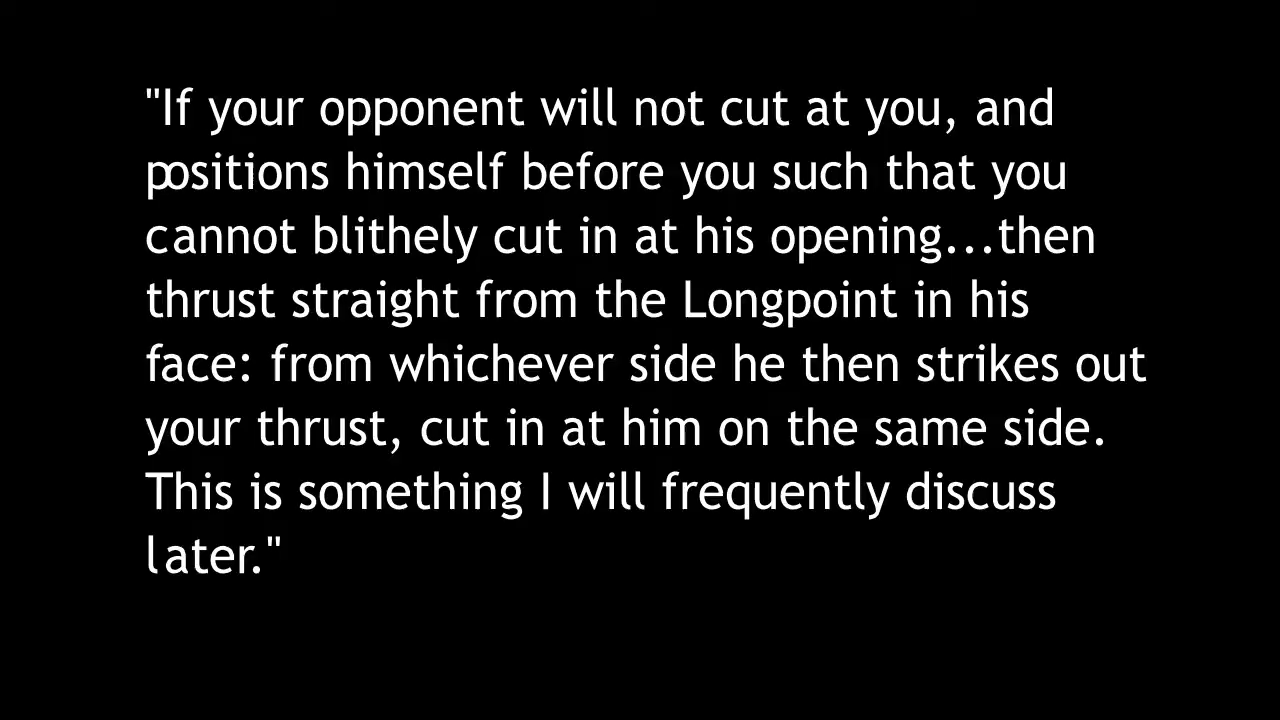 "If your opponent will not cut at you, and
positions himself before you such that you
cannot blithely cut in at his opening...then
thrust straight from the Longpoint in his
face: from whichever side he then strikes out
your thrust, cut in at him on the same side.
This is something I will frequently discuss
later."